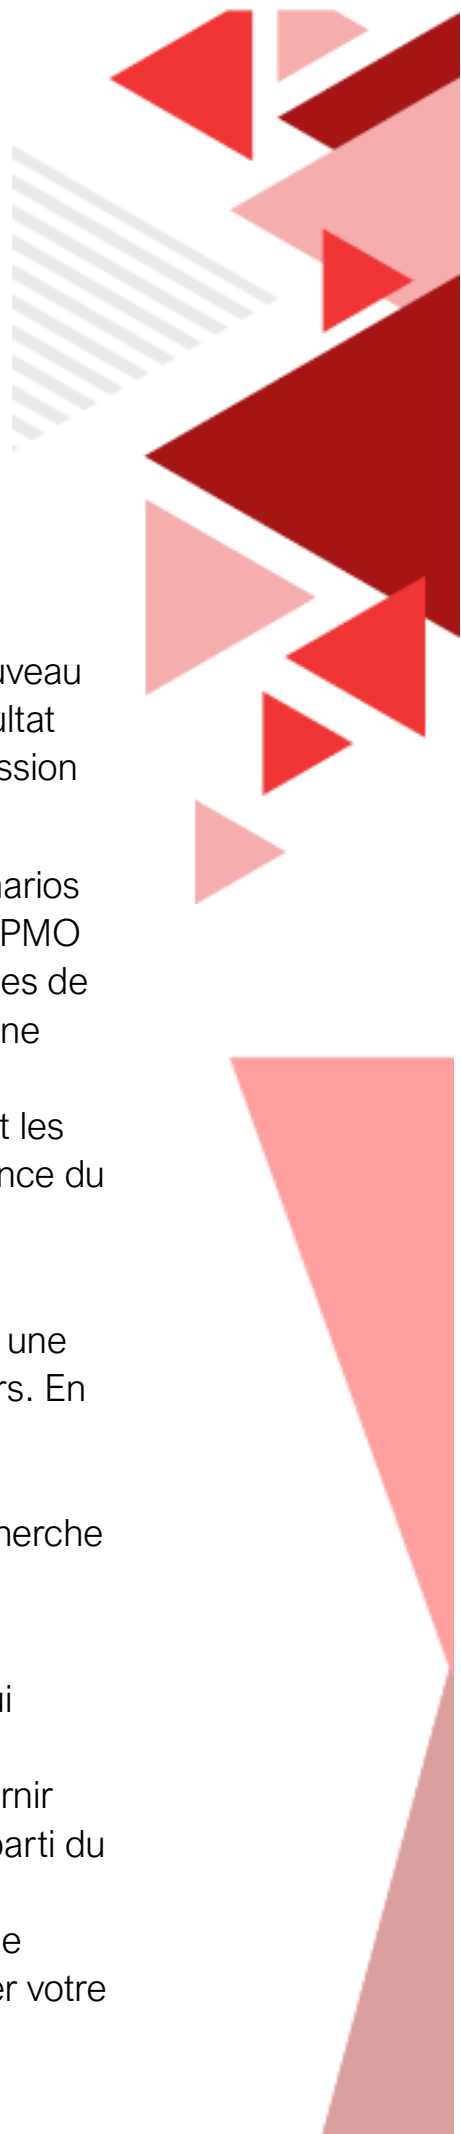 uveau
ultat
ssion
narios
PMO
es de
ne
t les
nce du
une
rs. En
herche
ui
rnir
parti du
e
er votre